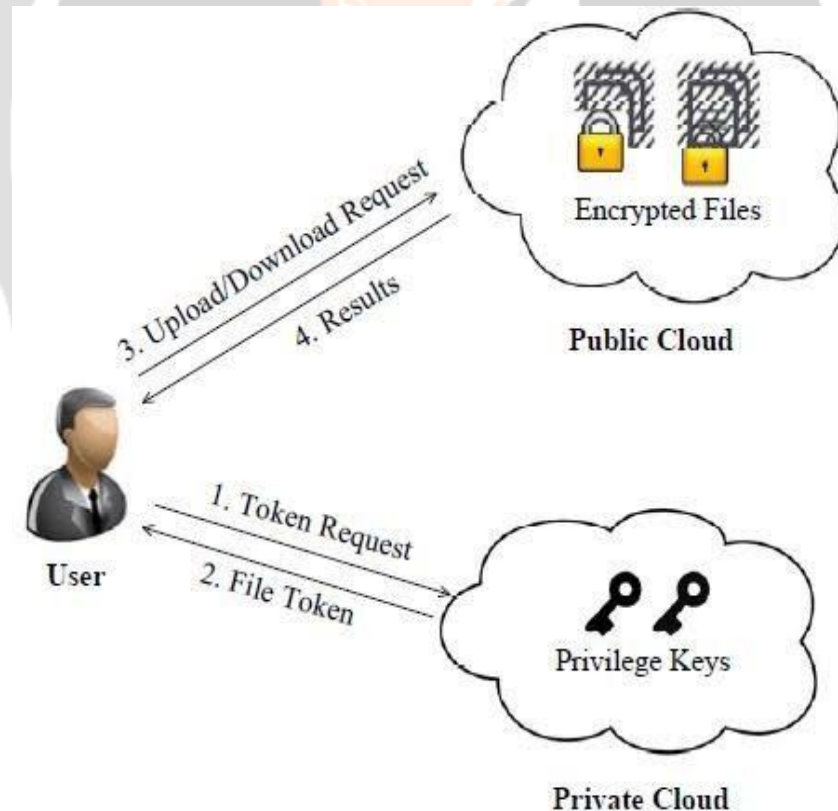 Encrypted Files
Public Cloud
3. Upload/Download Request
4. Results
User
1. Token Request
2. File Token
Privilege Keys
Private Cloud